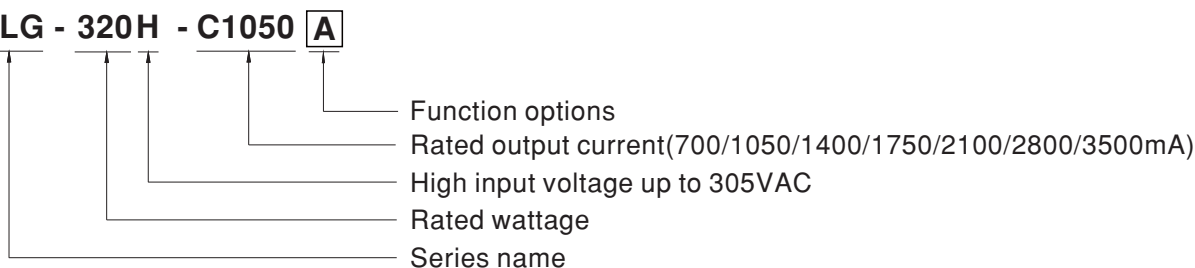 LG - 320H - C1050 A
Function options
Rated output current(700/1050/1400/1750/2100/2800/3500mA)
High input voltage up to 305VAC
Rated wattage
Series name